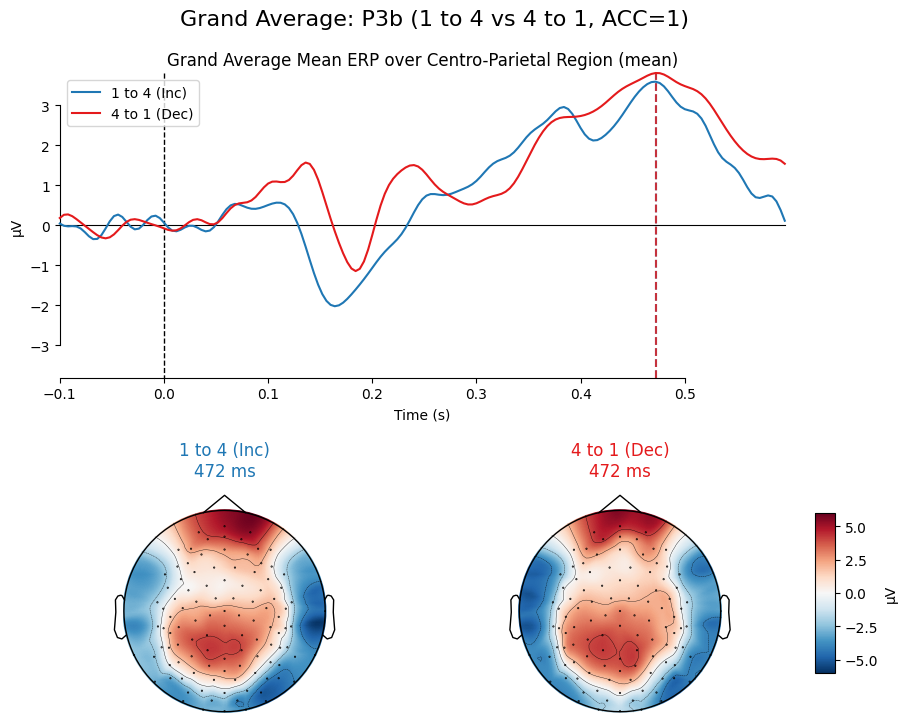 Grand Average: P3b (1 to 4 vs 4 to 1, ACC=1)
Grand Average Mean ERP over Centro-Parietal Region (mean)
1 to 4 (Inc)
4 to 1 (Dec)
3
2
1
0
−1
−2
−3
µV
−0.1 0.0 0.1 0.2 0.3 0.4 0.5
Time (s)
1 to 4 (Inc)
472 ms
4 to 1 (Dec)
472 ms
5.0
2.5
0.0
−2.5
−5.0
µV